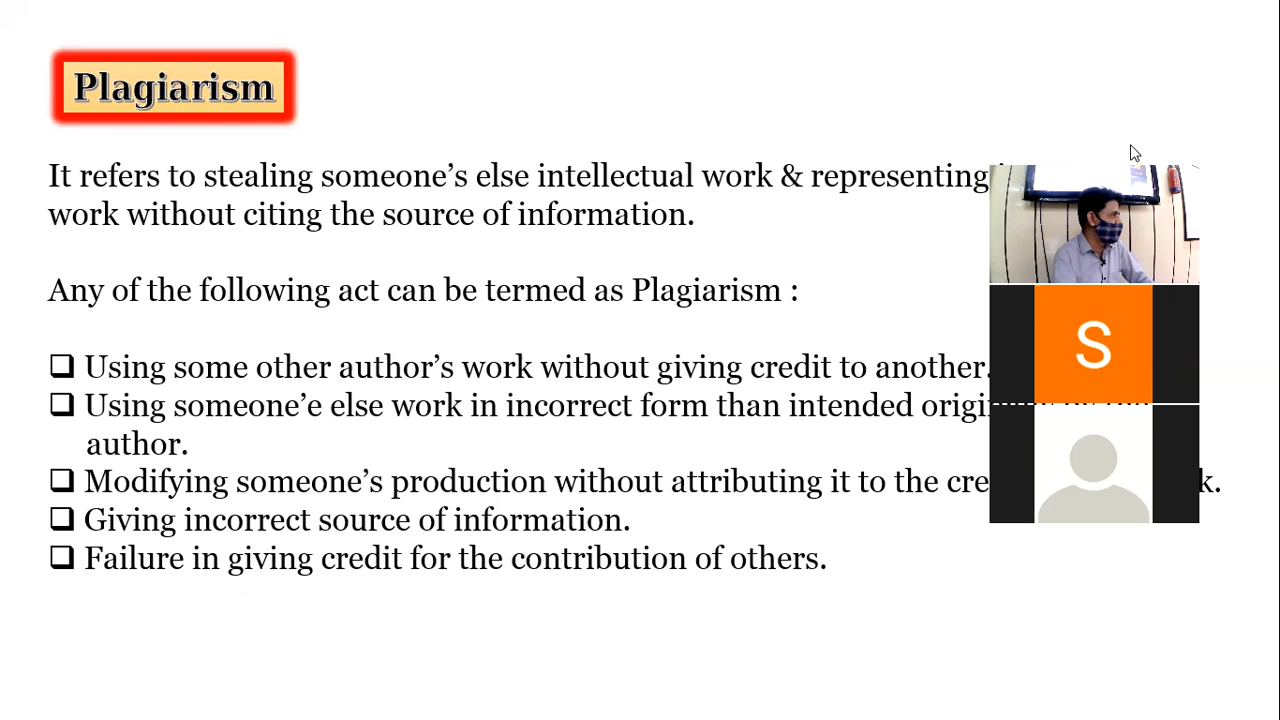 Plagiarism
It refers to stealing someone’s else intellectual work & representing
work without citing the source of information.
Any of the following act can be termed as Plagiarism :
❑ Using some other author’s work without giving credit to another.
❑ Using someone’e else work in incorrect form than intended
author.
❑ Modifying someone’s production without attributing it to the
❑ Giving incorrect source of information.
❑ Failure in giving credit for the contribution of others.
S